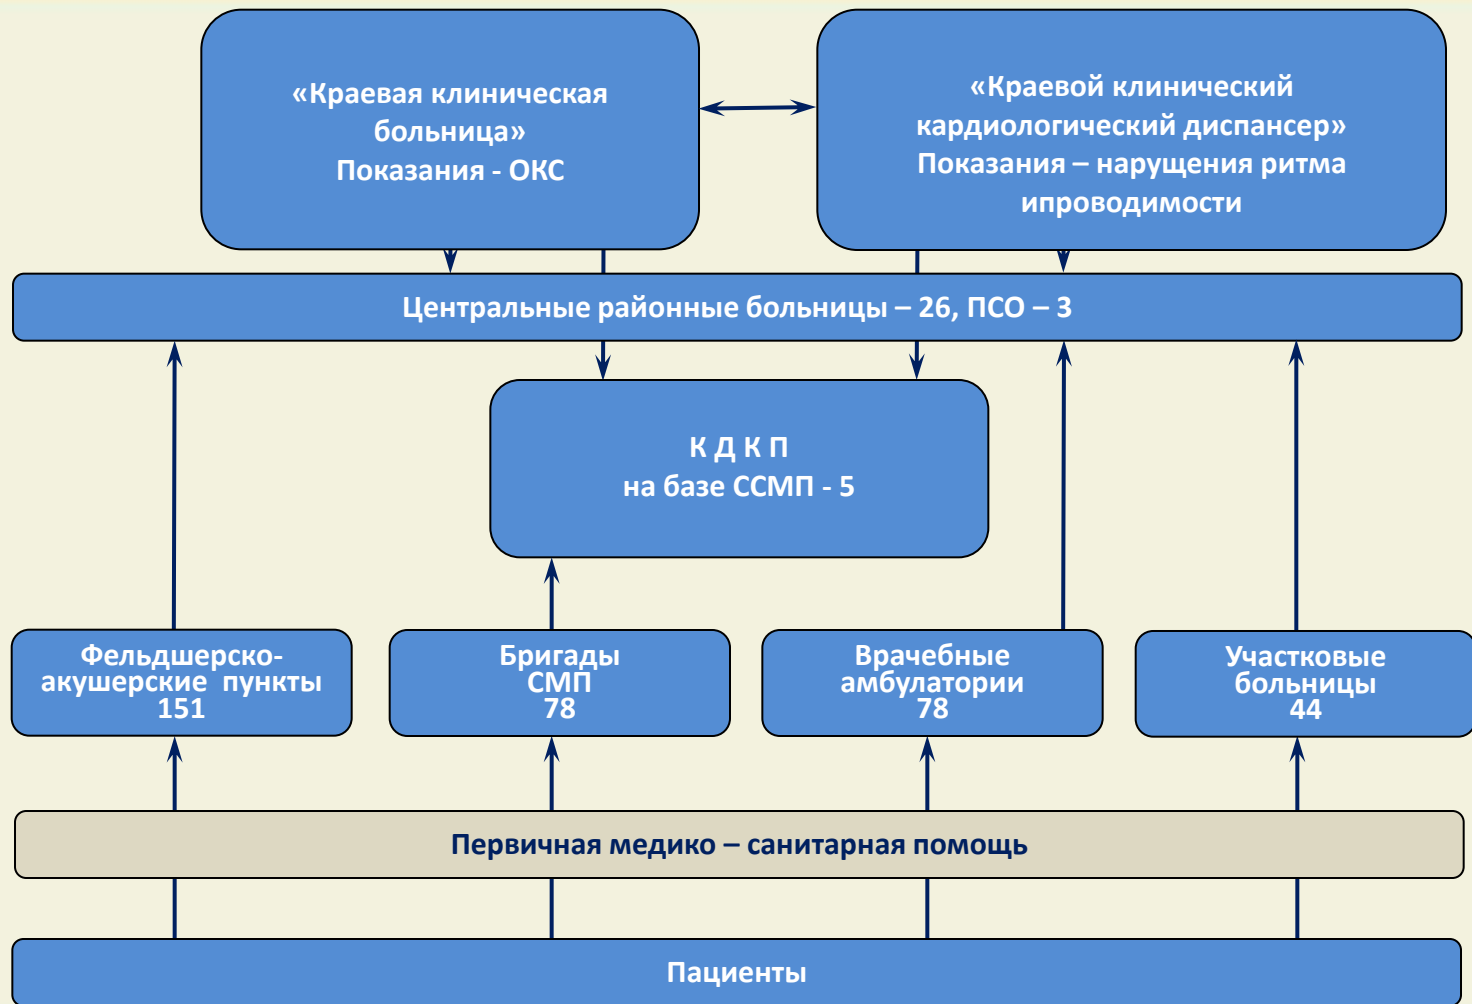 «Краевая клиническая
больница»
Показания - ОКС
«Краевой клинический
кардиологический диспансер»
Показания – нарущения ритма
ипроводимости
Центральные районные больницы – 26, ПСО – 3
К Д К П
на базе ССМП - 5
Фельдшерско-
акушерские пункты
151
Бригады
СМП
78
Врачебные
амбулатории
78
Участковые
больницы
44
Первичная медико – санитарная помощь
Пациенты